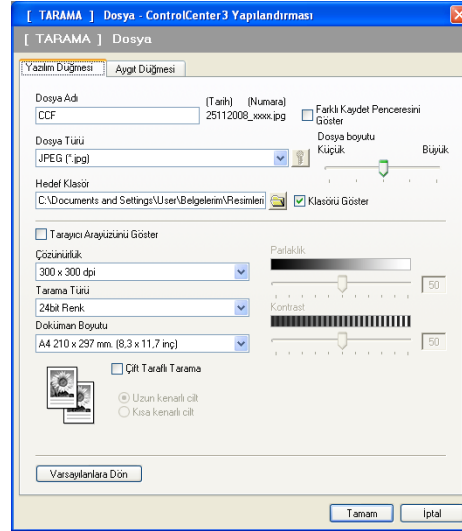 [ TARAMA ]  Dosya - ControlCenter3 Yapılandırması
[ TARAMA ]  Dosya
Yazılım Düğmesi
Aygıt Düğmesi
Dosya Adı
(Tarih) (Numara)
CCF
25112008_xxxx.jpg
Farklı Kaydet Penceresini
Göster
Dosya Türü
Dosya boyutu
Küçük
Büyük
JPEG (*.jpg)
Hedef Klasör
C:\Documents and Settings\User\Belgelerim\Resimleri
Klasörü Göster
Tarayıcı Arayüzünü Göster
Çözünürlük
Parlaklık
300 x 300 dpi
50
Tarama Türü
24bit Renk
Kontrast
Doküman Boyutu
A4 210 x 297 mm. (8,3 x 11,7 inç)
50
Çift Taraflı Tarama
Uzun kenarlı cilt
Kısa kenarlı cilt
Varsayılanlara Dön
Tamam
İptal